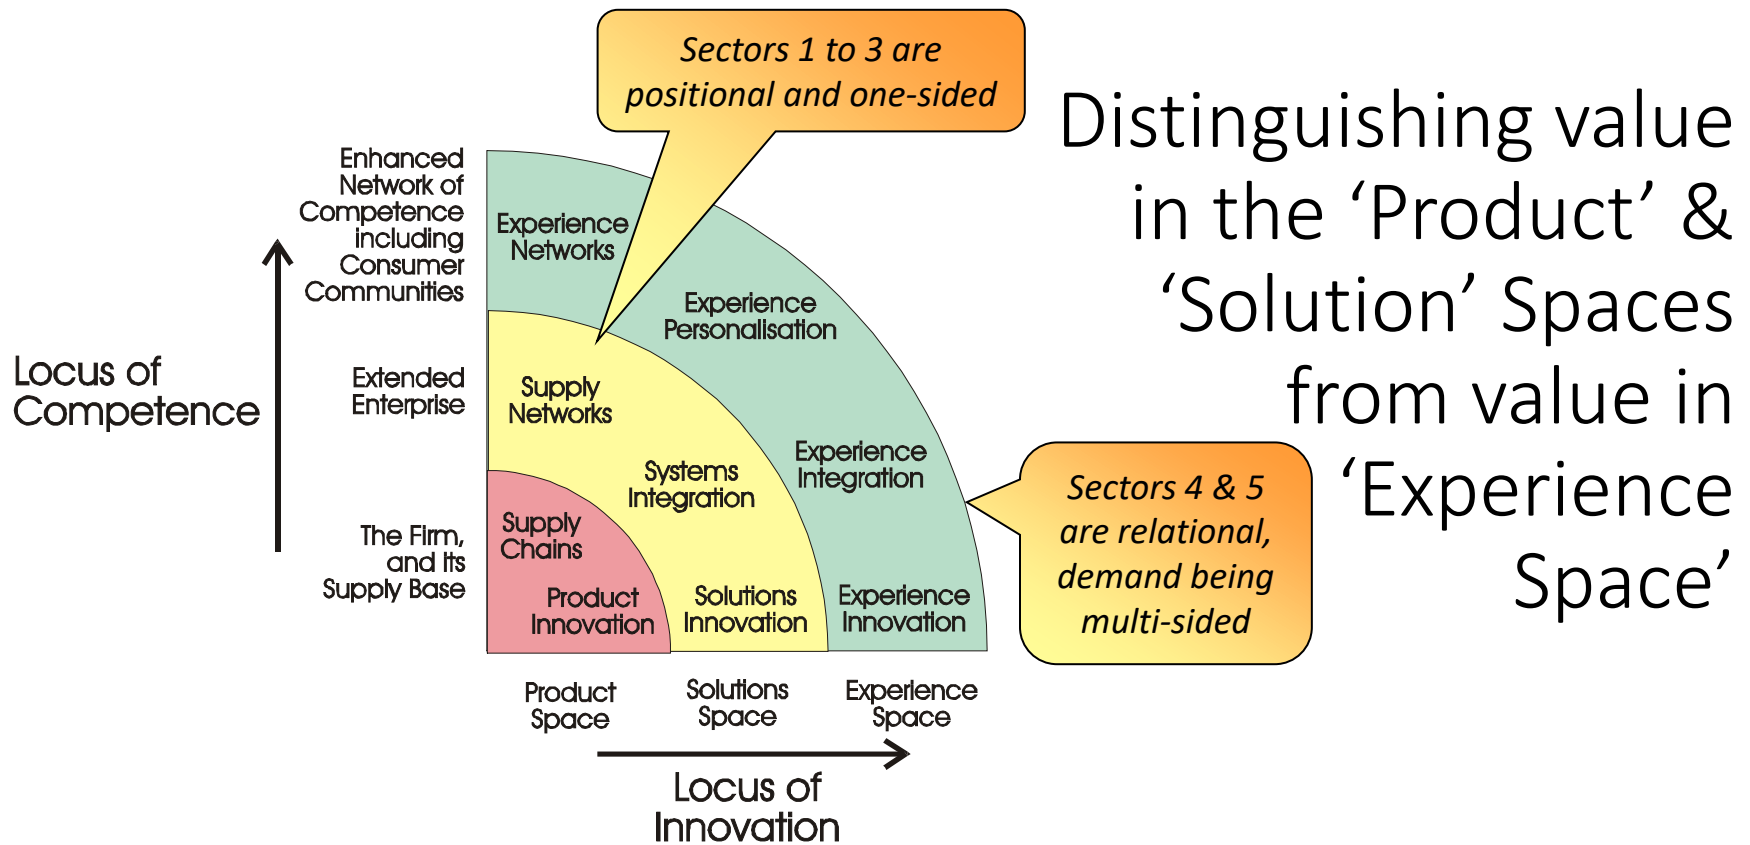 Sectors 1 to 3 are
positional and one-sided
Distinguishing value
in the ‘Product’ &
‘Solution’ Spaces
from value in
‘Experience
Space’
Enhanced
Network of
Competence
including
Consumer
Communities
Experience
Networks
Experience
Personalisation
Locus of
Competence
Extended
Enterprise
Supply
Networks
Experience
Integration
Systems
Integration
Sectors 4 & 5
are relational,
demand being
multi-sided
The Firm,
and Its
Supply Base
Supply
Chains
Product
Innovation
Solutions
Innovation
Experience
Innovation
Product
Space
Solutions
Space
Experience
Space
Locus of
Innovation